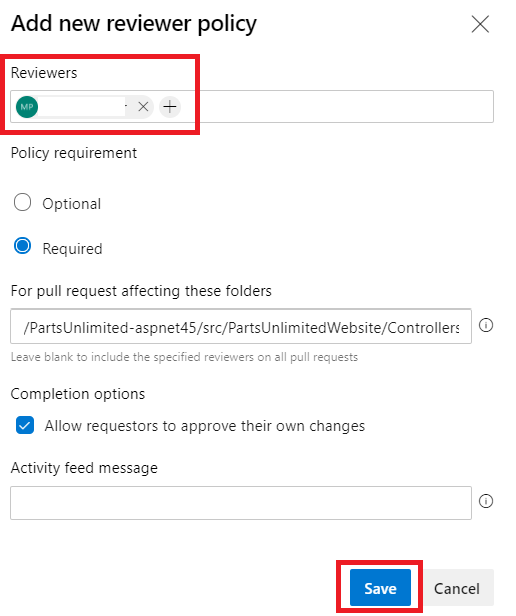 Add new reviewer policy
Reviewers
MP
Policy requirement
Optional
Required
For pull request affecting these folders
/PartsUnlimited-aspnet45/src/PartsUnlimitedWebsite/Controllers
Leave blank to include the specified reviewers on all pull requests
Completion options
Allow requestors to approve their own changes
Activity feed message
Save Cancel